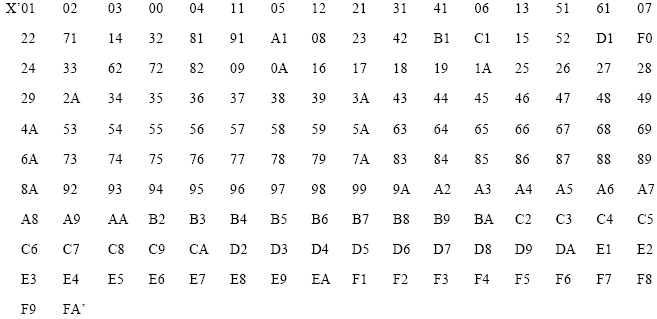 X’01 02 03 00 04 11 05 12 21 31 41 06 13 51 61 07
22 71 14 32 81 91 A1 08 23 42 B1 C1 15 52 D1 F0
24 33 62 72 82 09 0A 16 17 18 19 1A 25 26 27 28
29 2A 34 35 36 37 38 39 3A 43 44 45 46 47 48 49
4A 53 54 55 56 57 58 59 5A 63 64 65 66 67 68 69
6A 73 74 75 76 77 78 79 7A 83 84 85 86 87 88 89
8A 92 93 94 95 96 97 98 99 9A A2 A3 A4 A5 A6 A7
A8 A9 AA B2 B3 B4 B5 B6 B7 B8 B9 BA C2 C3 C4 C5
C6 C7 C8 C9 CA D2 D3 D4 D5 D6 D7 D8 D9 DA E1 E2
E3 E4 E5 E6 E7 E8 E9 EA F1 F2 F3 F4 F5 F6 F7 F8
F9 FA’